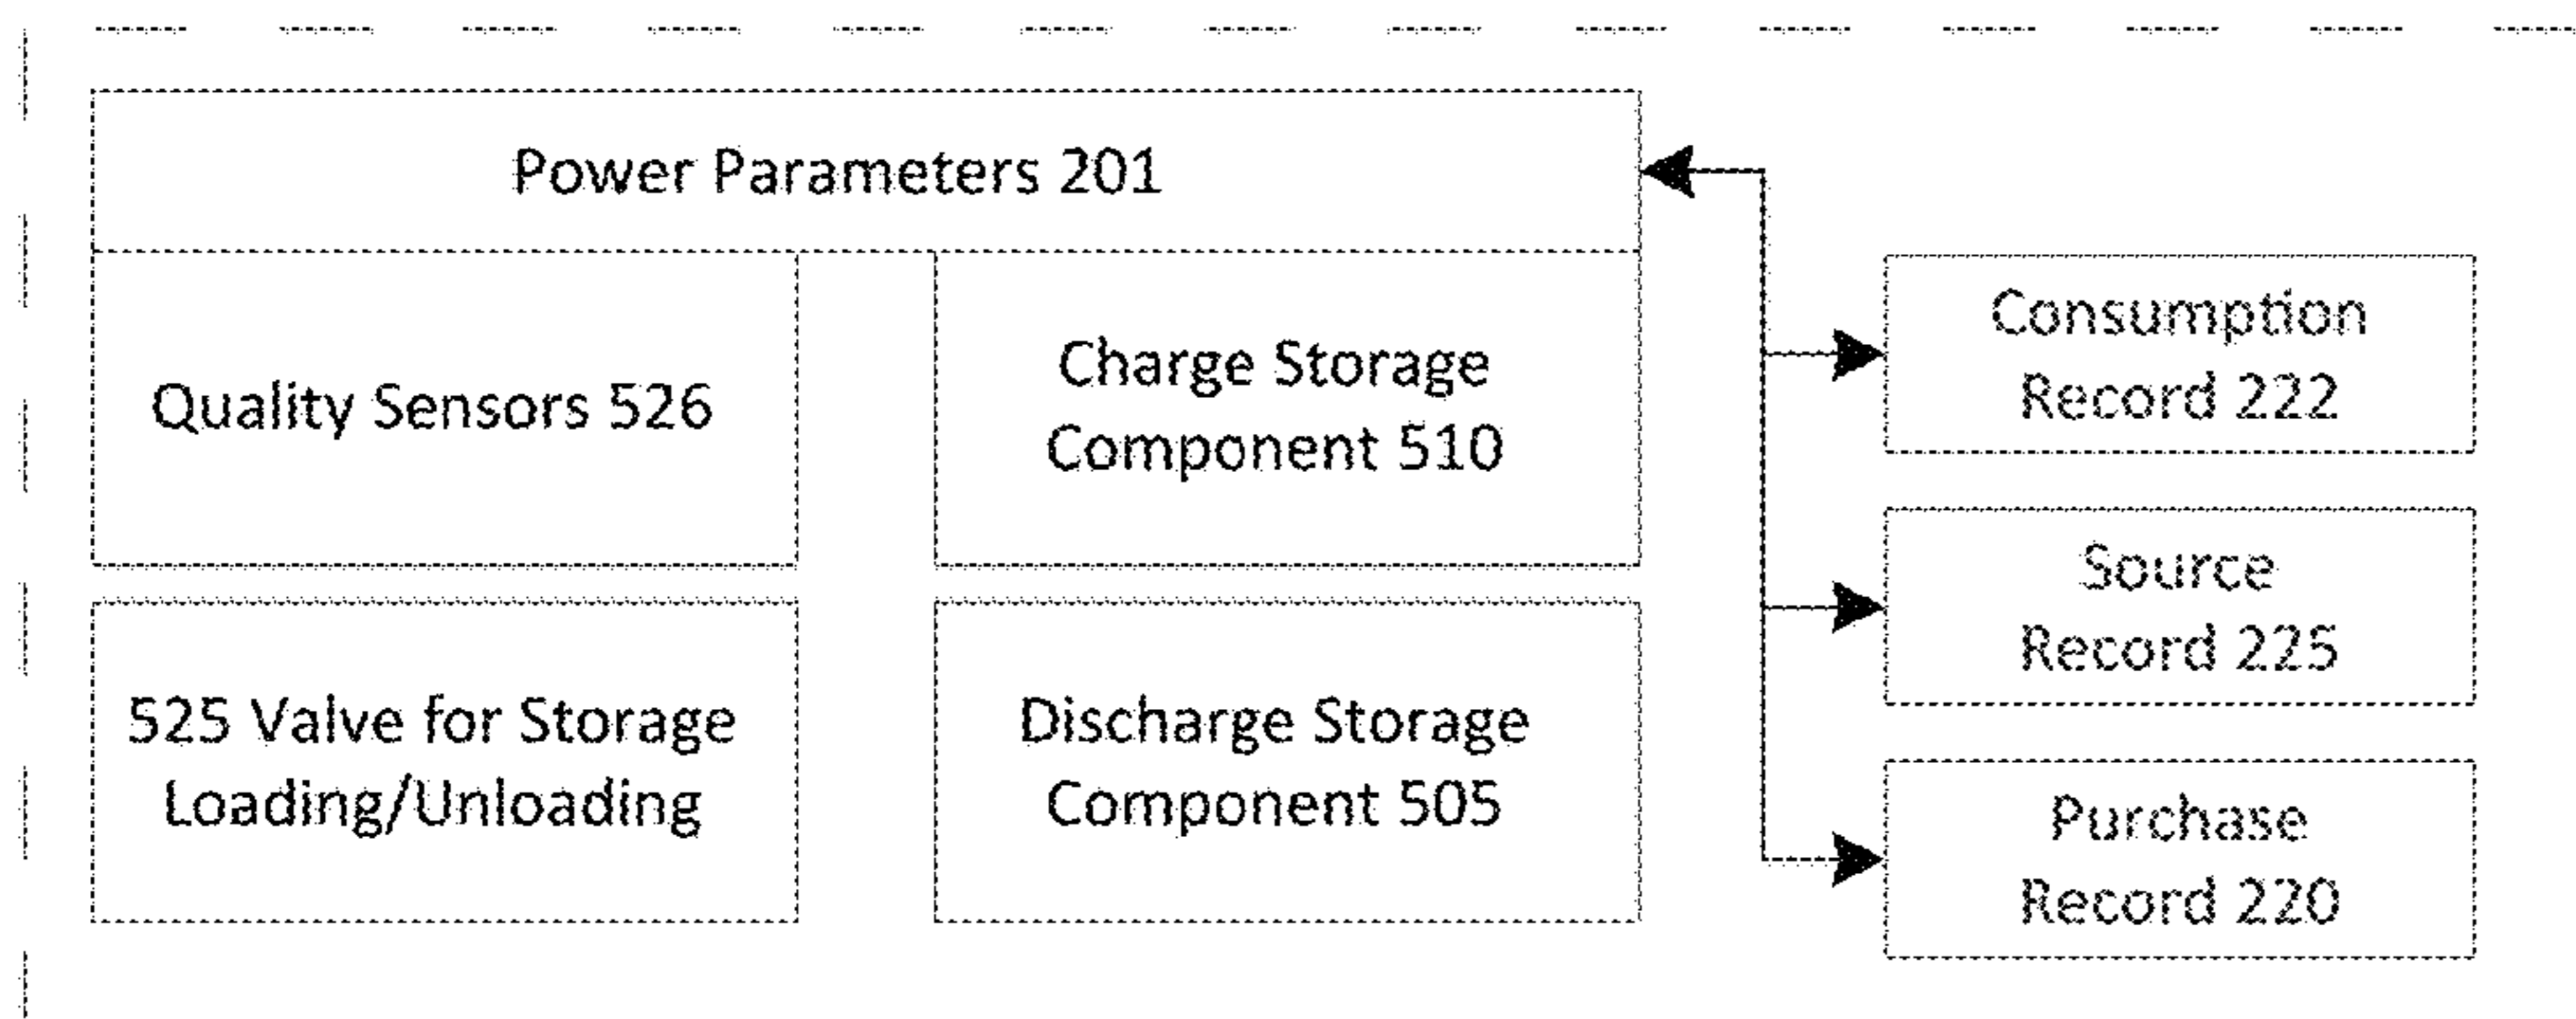 Power Parameters 201
Quality Sensors 526
Charge Storage
Component 510
525 Valve for Storage
Loading/Unloading
Discharge Storage
Component 505
Consumption
Record 222
Source
Record 225
Purchase
Record 220